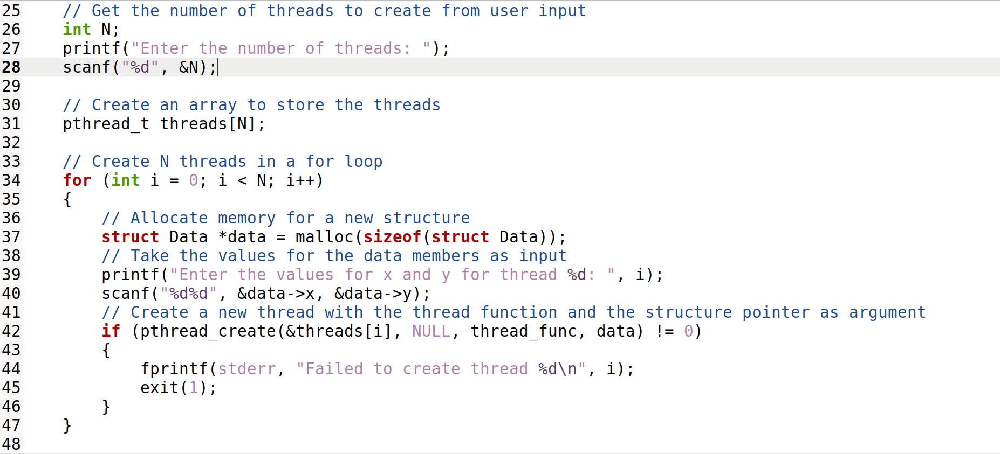 25 // Get the number of threads to create from user input
26 int N;
27 printf("Enter the number of threads: ");
28 scanf("%d", &N);
29
30 // Create an array to store the threads
31 pthread_t threads[N];
32
33 // Create N threads in a for loop
34 for (int i = 0; i < N; i++)
35 {
36 // Allocate memory for a new structure
37 struct Data *data = malloc(sizeof(struct Data));
38 // Take the values for the data members as input
39 printf("Enter the values for x and y for thread %d: ", i);
40 scanf("%d%d", &data->x, &data->y);
41 // Create a new thread with the thread function and the structure pointer as argument
42 if (pthread_create(&threads[i], NULL, thread_func, data) != 0)
43 {
44 fprintf(stderr, "Failed to create thread %d\n", i);
45 exit(1);
46 }
47 }
48